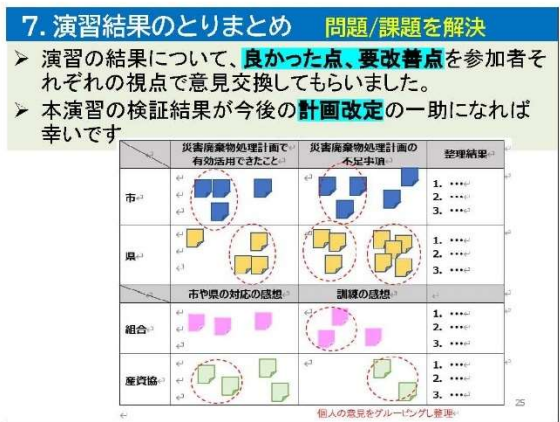 7. 演習結果のとりまとめ 問題/課題を解決
➢ 演習の結果について、良かった点、要改善点を参加者そ
れぞれの視点で意見交換してもらいました。
➢ 本演習の検証結果が今後の計画改定の一助になれば
幸いです
災害廃棄物処理計画で
有効活用できたこと
災害廃棄物処理計画の
不足事項
整理結果
市
1. …
2. …
3. …
県
1. …
2. …
3. …
市や県の対応の感想
訓練の感想
組合
1. …
2. …
3. …
産資協
1. …
2. …
3. …
個人の意見をグルーピングし整理
25